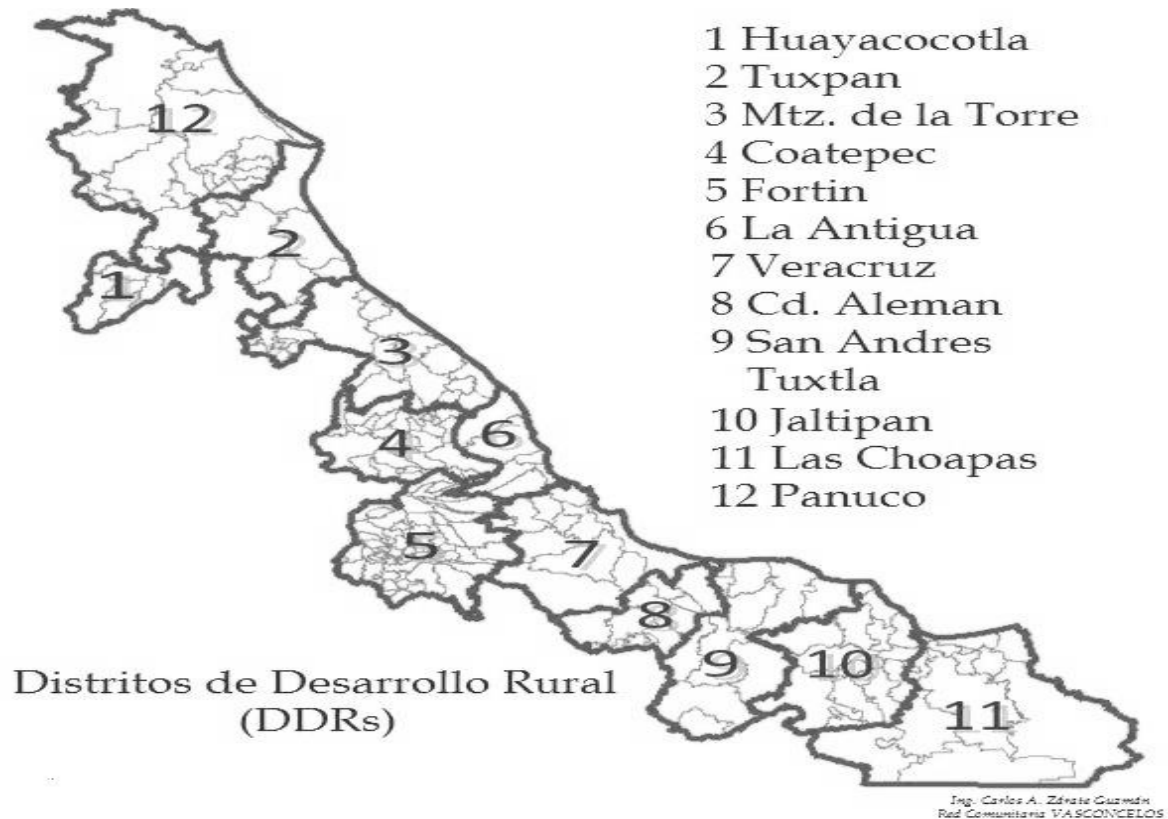 1 Huayacocotla
2 Tuxpan
3 Mtz. de la Torre
4 Coatepec
5 Fortin
6 La Antigua
7 Veracruz
8 Cd. Aleman
9 San Andres
Tuxtla
10 Jaltipan
11 Las Choapas
12 Panuco
12
2
1
3
4
6
5
7
8
9
10
11
Distritos de Desarrollo Rural
(DDRs)
Ing. Carlos A. Zárate Guzmán
Red Comunitaria VASCONCELOS